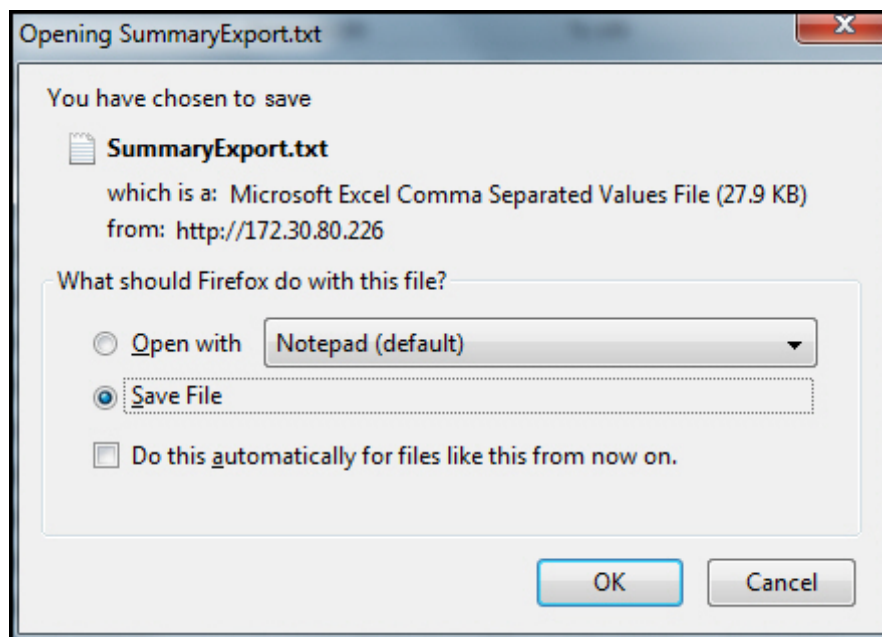 Opening SummaryExport.txt
You have chosen to save
SummaryExport.txt
which is a: Microsoft Excel Comma Separated Values File (27.9 KB)
from: http://172.30.80.226
What should Firefox do with this file?
Open with Notepad (default)
Save File
Do this automatically for files like this from now on.
OK Cancel